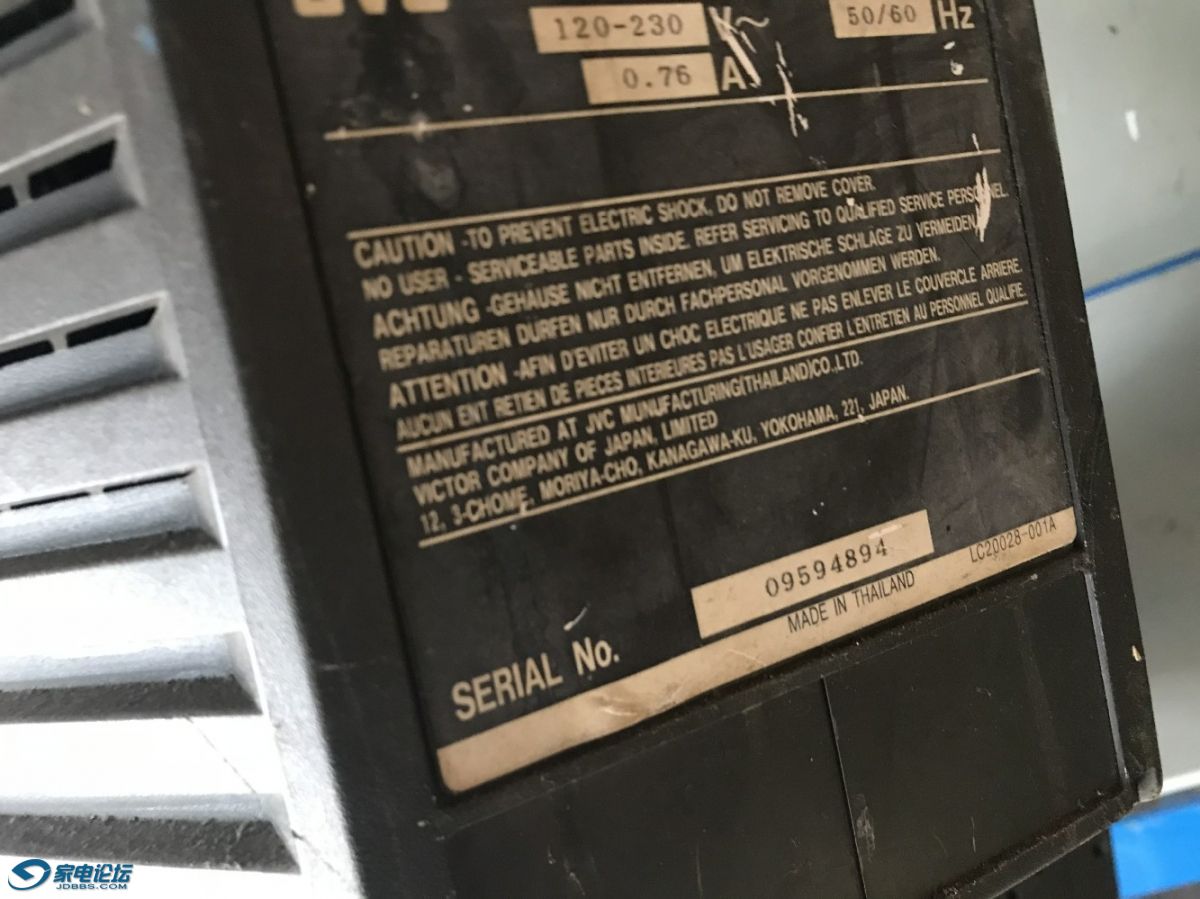 JVC
120-230 V~ 50/60 Hz
0.76 A
CAUTION -TO PREVENT ELECTRIC SHOCK, DO NOT REMOVE COVER.
NO USER - SERVICEABLE PARTS INSIDE. REFER SERVICING TO QUALIFIED SERVICE PERSONNEL.
ACHTUNG -GEHAUSE NICHT ENTFERNEN, UM ELEKTRISCHE SCHLAGE ZU VERMEIDEN.
REPARATUREN DURFEN NUR DURCH FACHPERSONAL VORGENOMMEN WERDEN.
ATTENTION -AFIN D'EVITER UN CHOC ELECTRIQUE NE PAS ENLEVER LE COUVERCLE ARRIERE.
AUCUN ENT RETIEN DE PIECES INTERIEURES PAS L'USAGER CONFIER L'ENTRETIEN AU PERSONNEL QUALIFIE.
MANUFACTURED AT JVC MUNUFACTURING(THAILAND)CO.,LTD.
VICTOR COMPANY OF JAPAN, LIMITED
12, 3-CHOME, MORIYA-CHO, KANAGAWA-KU, YOKOHAMA, 221, JAPAN.
SERIAL No. 09594894
MADE IN THAILAND LC20028-001A
家电论坛
JDBBS.COM